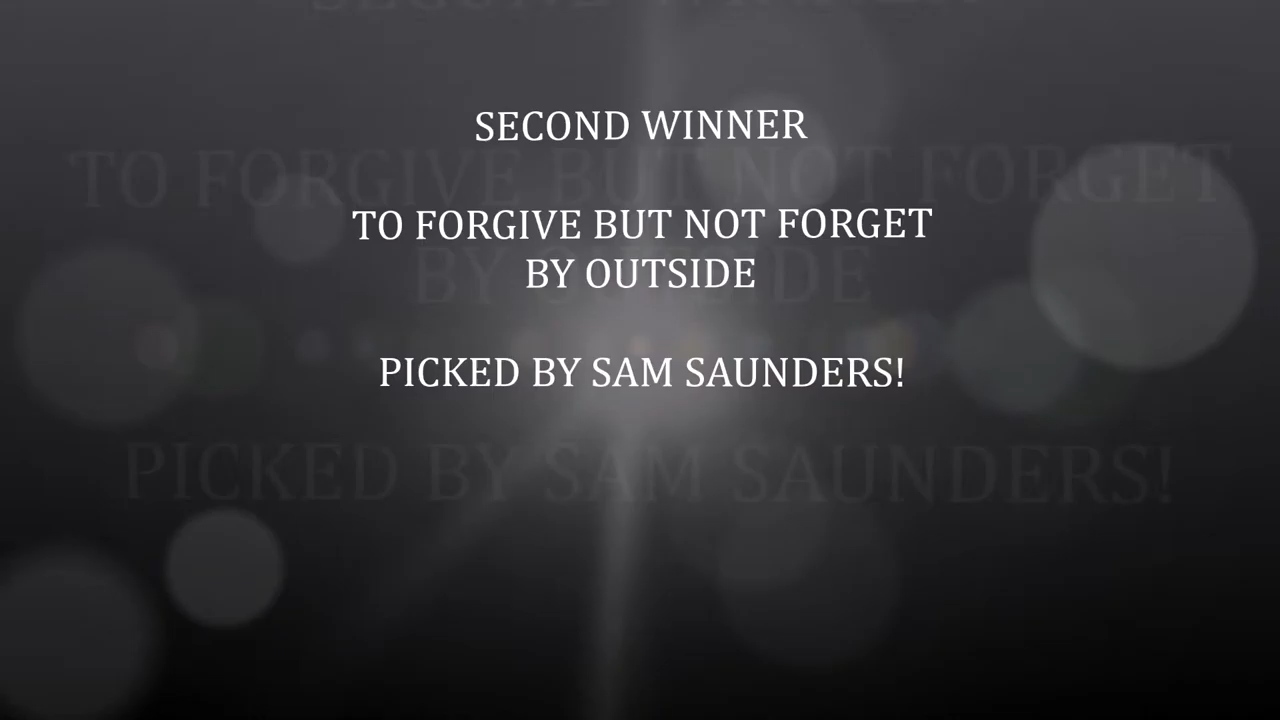 SECOND WINNER
TO FORGIVE BUT NOT FORGET
BY OUTSIDE
PICKED BY SAM SAUNDERS!